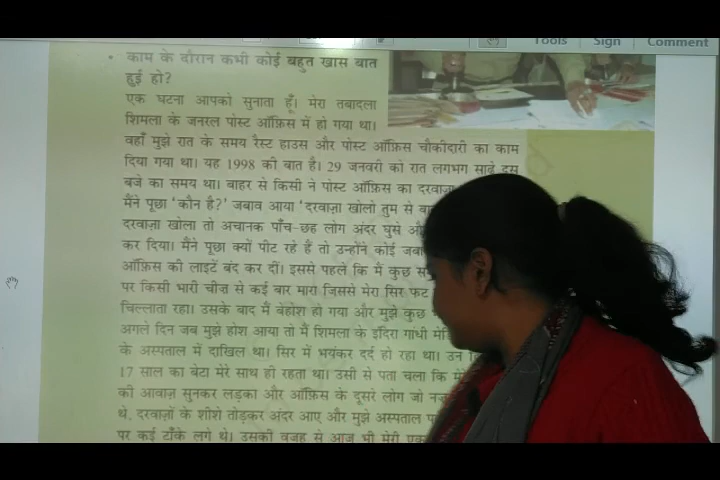 Tools Sign Comment
• काम के दौरान कभी कोई बहुत खास बात
हुई हो?
एक घटना आपको सुनाता हूँ। मेरा तबादला
शिमला के जनरल पोस्ट ऑफ़िस में हो गया था।
वहाँ मुझे रात के समय रैस्ट हाउस और पोस्ट ऑफ़िस चौकीदारी का काम
दिया गया था। यह 1998 की बात है। 29 जनवरी को रात लगभग साढ़े दस
बजे का समय था। बाहर से किसी ने पोस्ट ऑफ़िस का दरवाज़ा
मैंने पूछा ‘कौन है?’ जवाब आया ‘दरवाज़ा खोलो तुम से
दरवाज़ा खोला तो अचानक पाँच-छह लोग अंदर घुसे
कर दिया। मैंने पूछा क्यों पीट रहे हैं तो उन्होंने कोई
ऑफ़िस की लाइटें बंद कर दीं। इससे पहले कि मैं कुछ
पर किसी भारी चीज़ से कई बार मारा जिससे मेरा सिर फट
चिल्लाता रहा। उसके बाद मैं बेहोश हो गया और मुझे कुछ
अगले दिन जब मुझे होश आया तो मैं शिमला के इंदिरा गांधी
के अस्पताल में दाखिल था। सिर में भयंकर दर्द हो रहा था। उन
17 साल का बेटा मेरे साथ ही रहता था। उसी से पता चला कि
की आवाज़ सुनकर लड़का और ऑफ़िस के दूसरे लोग जो
थे, दरवाज़ों के शीशे तोड़कर अंदर आए और मुझे अस्पताल
पर कई टाँके लगे थे। उसकी वजह से आज भी मेरी